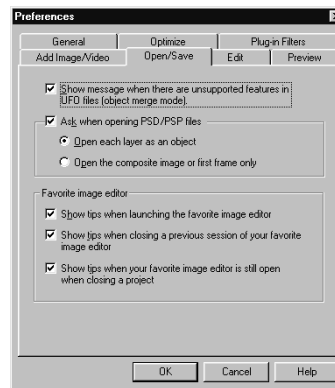 Preferences
General Optimize Plug-in Filters
Add Image/Video Open/Save Edit Preview
Show message when there are unsupported features in
UFO files (object merge mode).
Ask when opening PSD/PSP files
Open each layer as an object
Open the composite image or first frame only
Favorite image editor
Show tips when launching the favorite image editor
Show tips when closing a previous session of your favorite
image editor
Show tips when your favorite image editor is still open
when closing a project
OK Cancel Help